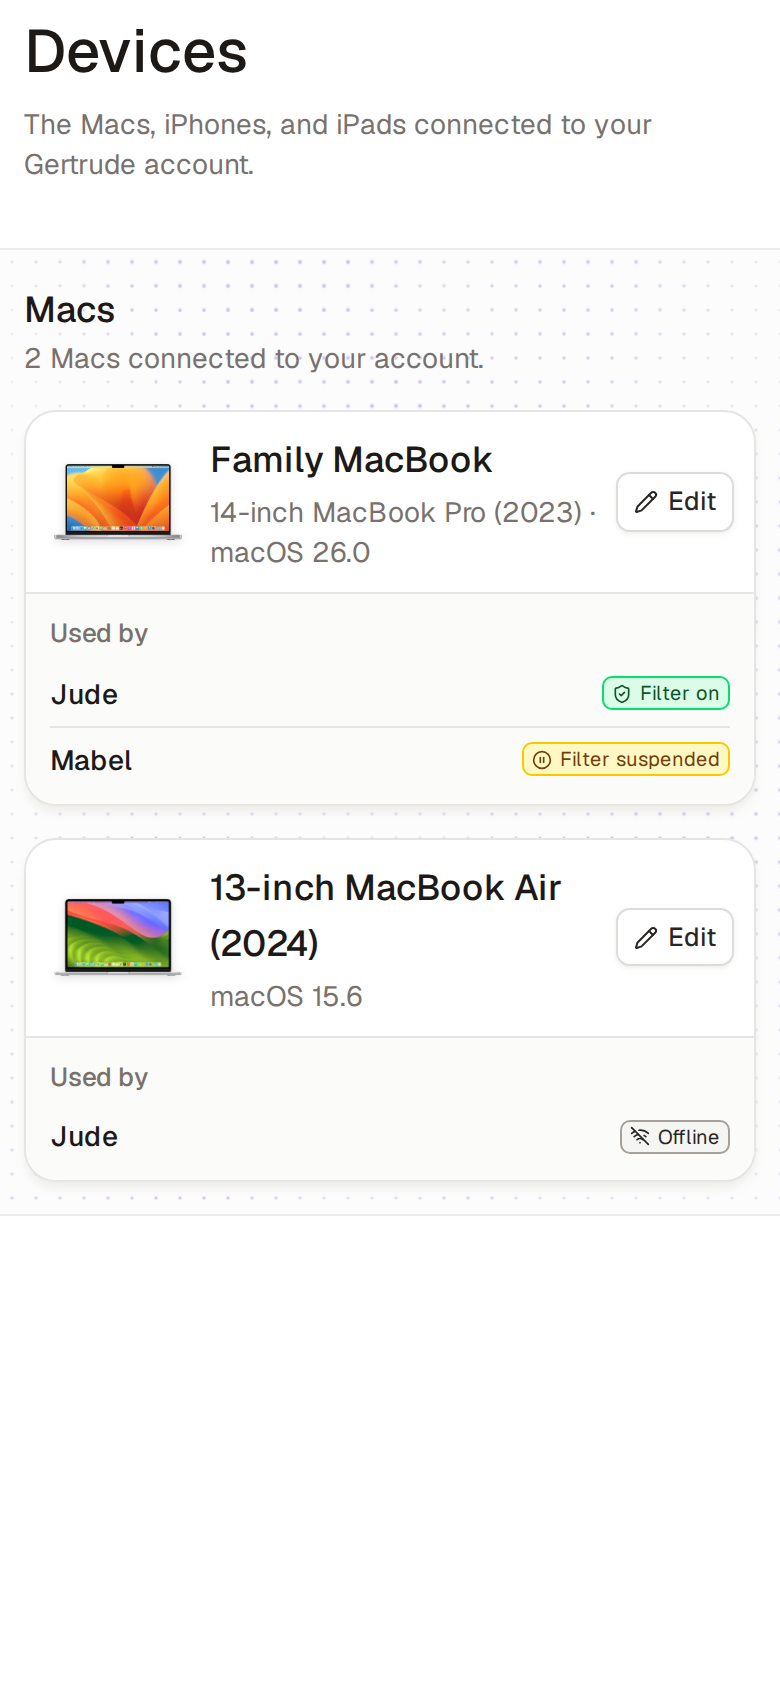 Devices
The Macs, iPhones, and iPads connected to your
Gertrude account.
Macs
2 Macs connected to your account.
Family MacBook
14-inch MacBook Pro (2023) ·
macOS 26.0
Edit
Used by
Jude
Filter on
Mabel
Filter suspended
13-inch MacBook Air
(2024)
macOS 15.6
Edit
Used by
Jude
Offline